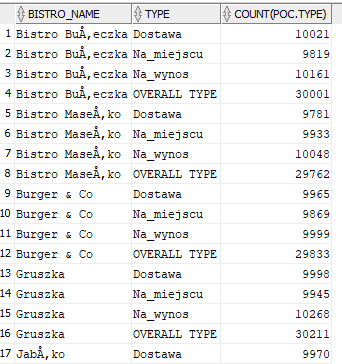 BISTRO_NAME TYPE COUNT(POC.TYPE)
1 Bistro BuÅ‚eczka Dostawa 10021
2 Bistro BuÅ‚eczka Na_miejscu 9819
3 Bistro BuÅ‚eczka Na_wynos 10161
4 Bistro BuÅ‚eczka OVERALL TYPE 30001
5 Bistro MaseÅ‚ko Dostawa 9781
6 Bistro MaseÅ‚ko Na_miejscu 9933
7 Bistro MaseÅ‚ko Na_wynos 10048
8 Bistro MaseÅ‚ko OVERALL TYPE 29762
9 Burger & Co Dostawa 9965
10 Burger & Co Na_miejscu 9869
11 Burger & Co Na_wynos 9999
12 Burger & Co OVERALL TYPE 29833
13 Gruszka Dostawa 9998
14 Gruszka Na_miejscu 9945
15 Gruszka Na_wynos 10268
16 Gruszka OVERALL TYPE 30211
17 JabÅ‚ko Dostawa 9970